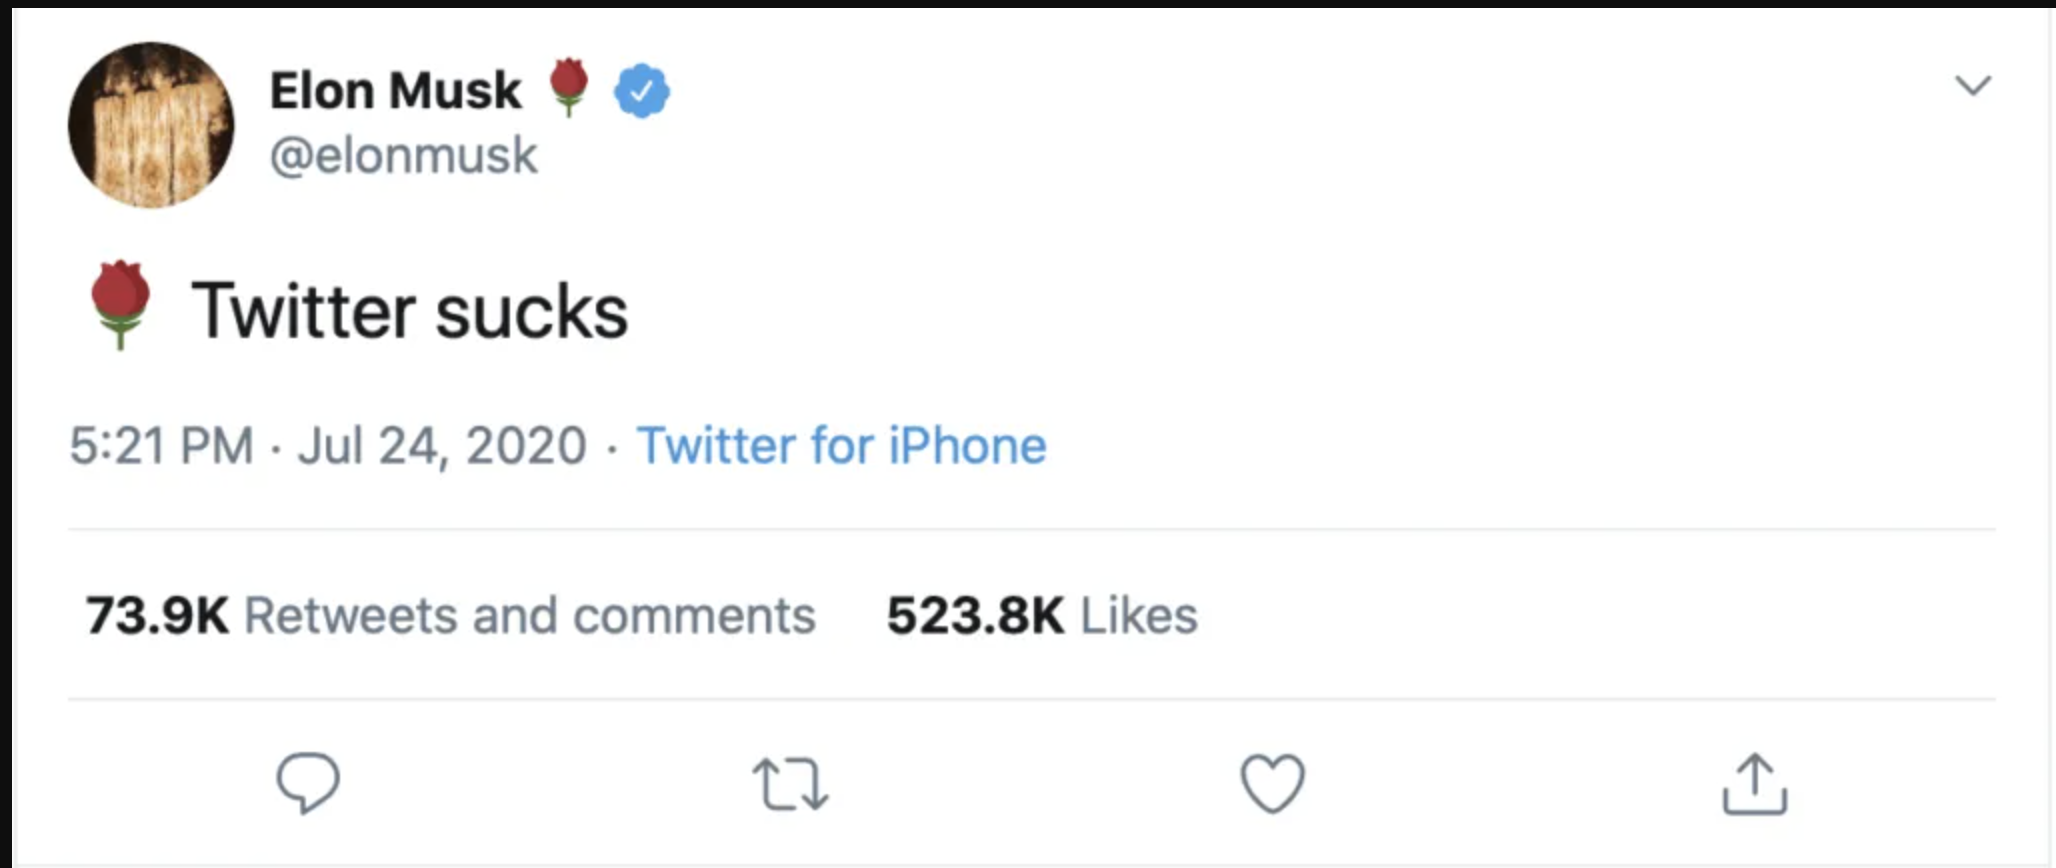 Elon Musk 🌹
@elonmusk
🌹 Twitter sucks
5:21 PM · Jul 24, 2020 · Twitter for iPhone
73.9K Retweets and comments 523.8K Likes